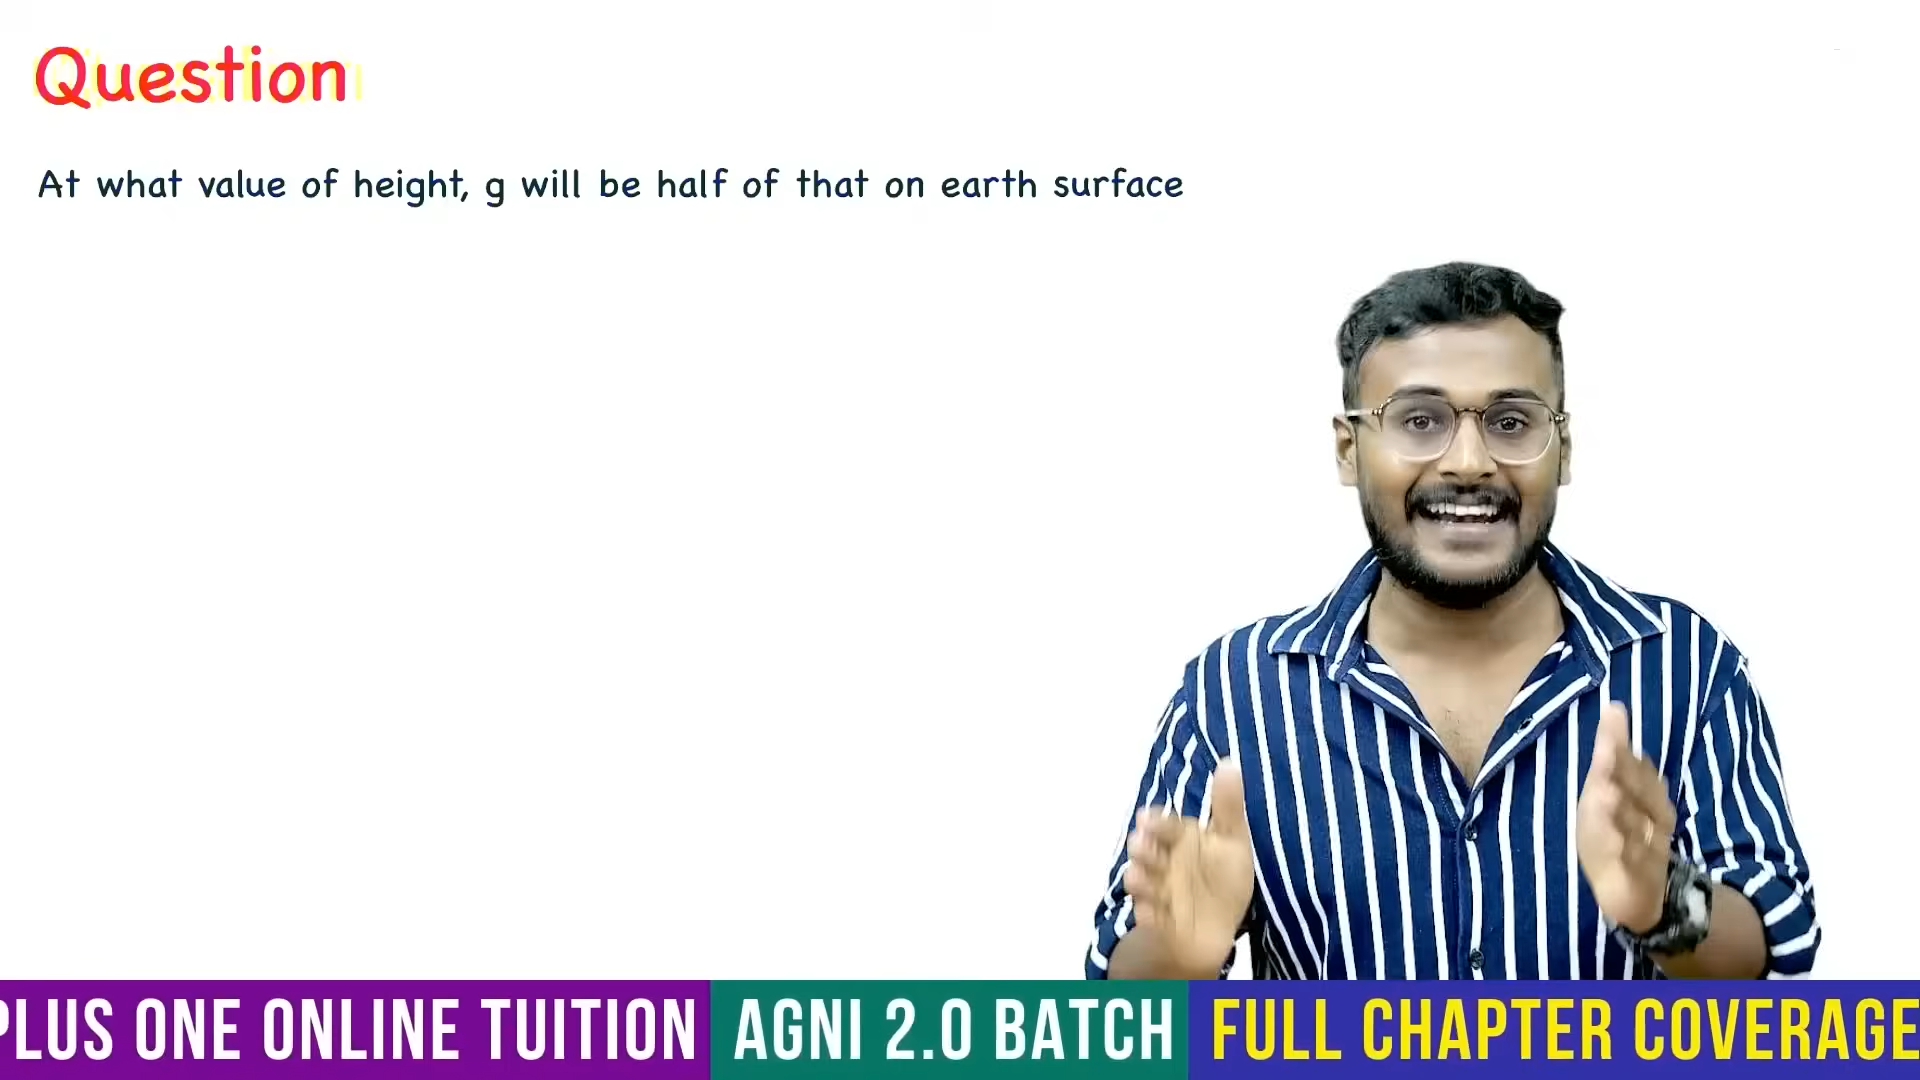 Question
At what value of height, g will be half of that on earth surface
PLUS ONE ONLINE TUITION AGNI 2.0 BATCH FULL CHAPTER COVERAGE